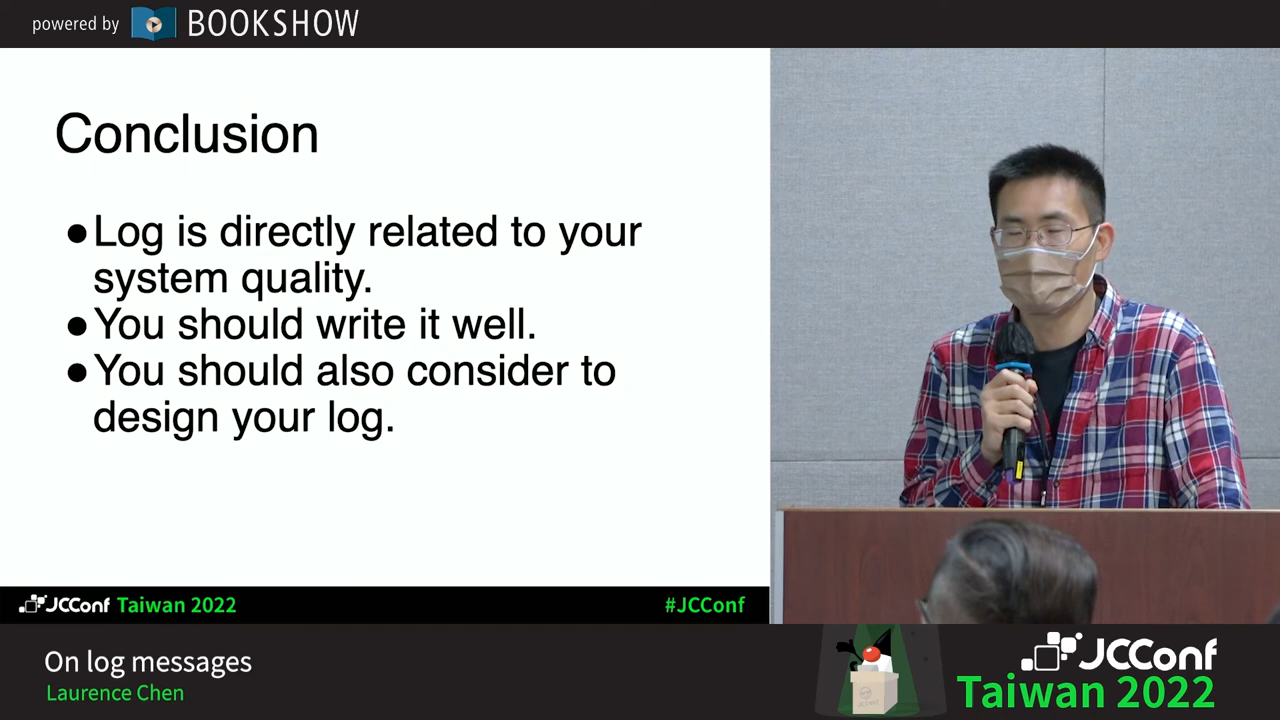 powered by BOOKSHOW
Conclusion
●Log is directly related to your
system quality.
●You should write it well.
●You should also consider to
design your log.
JCConf Taiwan 2022
#JCConf
On log messages
Laurence Chen
JCConf
JCConf
Taiwan 2022